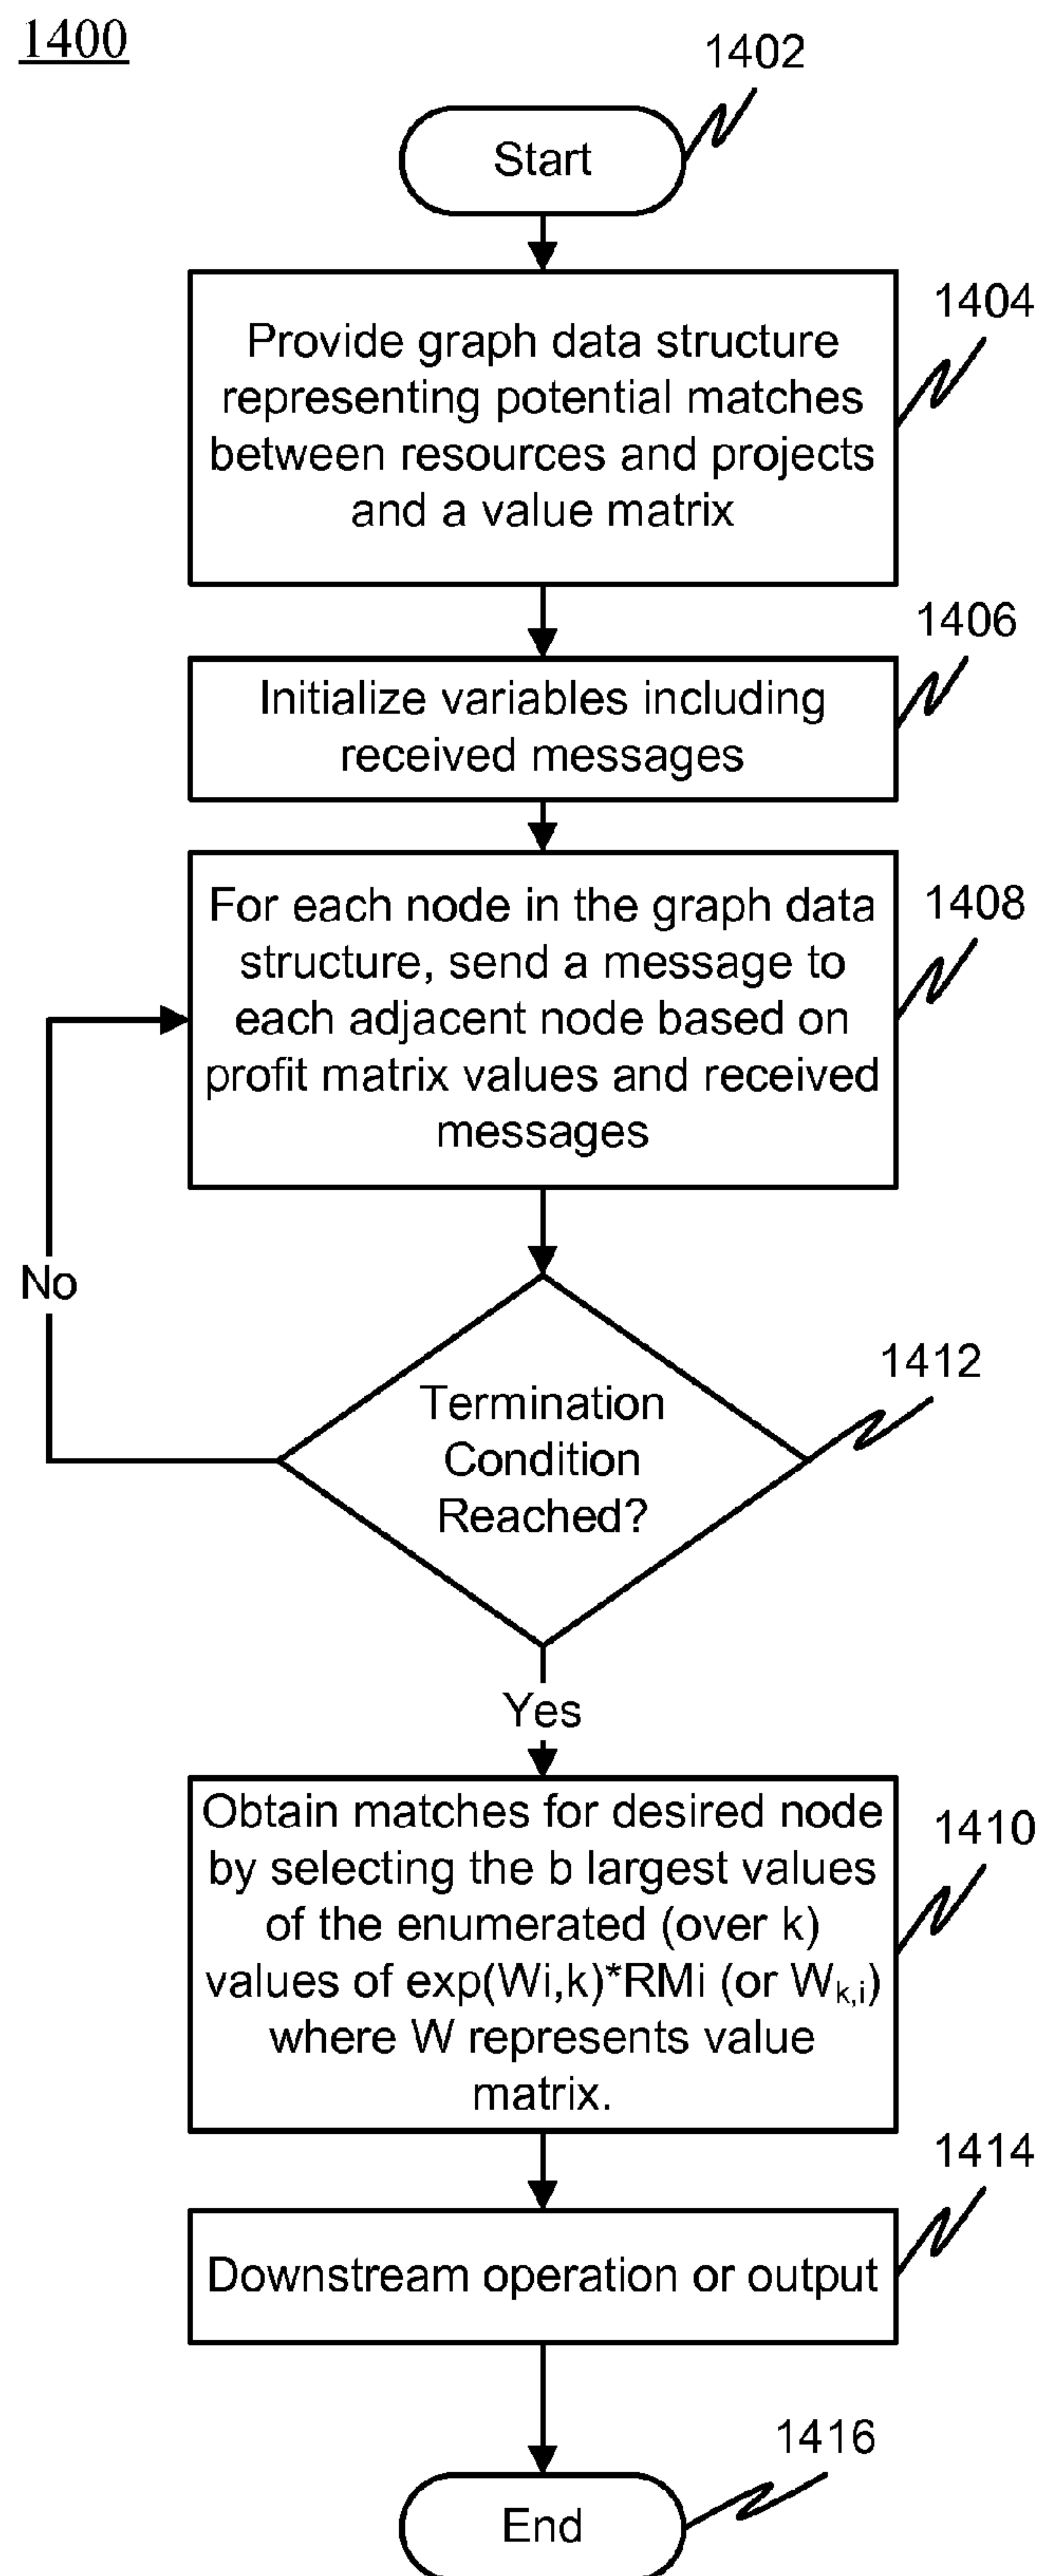 1400
1402
Start
1404
Provide graph data structure
representing potential matches
between resources and projects
and a value matrix
1406
Initialize variables including
received messages
1408
For each node in the graph data
structure, send a message to
each adjacent node based on
profit matrix values and received
messages
No
1412
Termination
Condition
Reached?
Yes
1410
Obtain matches for desired node
by selecting the b largest values
of the enumerated (over k)
values of exp(Wi,k)*RMi (or Wk,i)
where W represents value
matrix.
1414
Downstream operation or output
1416
End